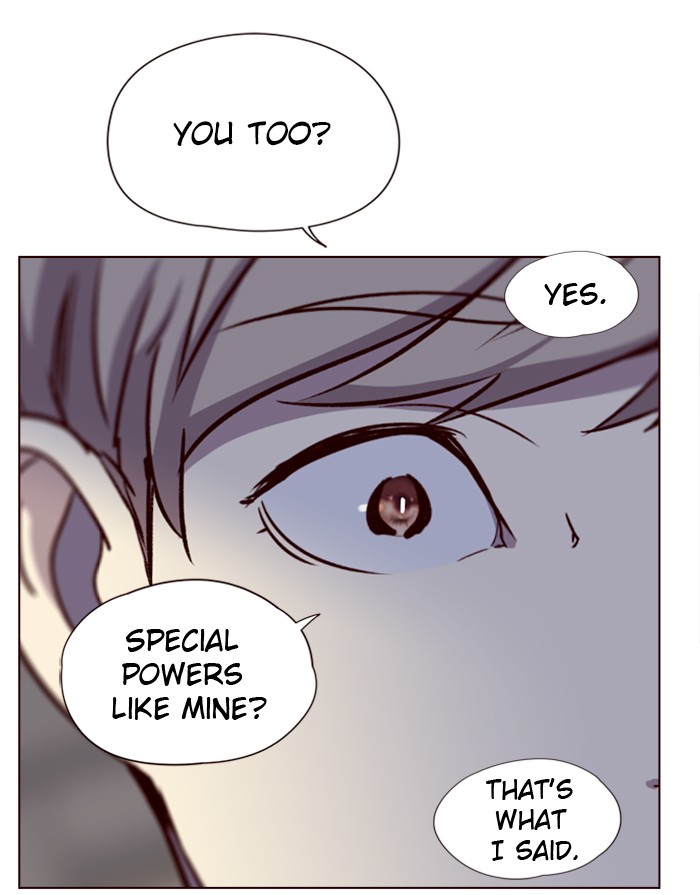 YOU TOO?
YES.
SPECIAL
POWERS
LIKE MINE?
THAT'S
WHAT
I SAID.